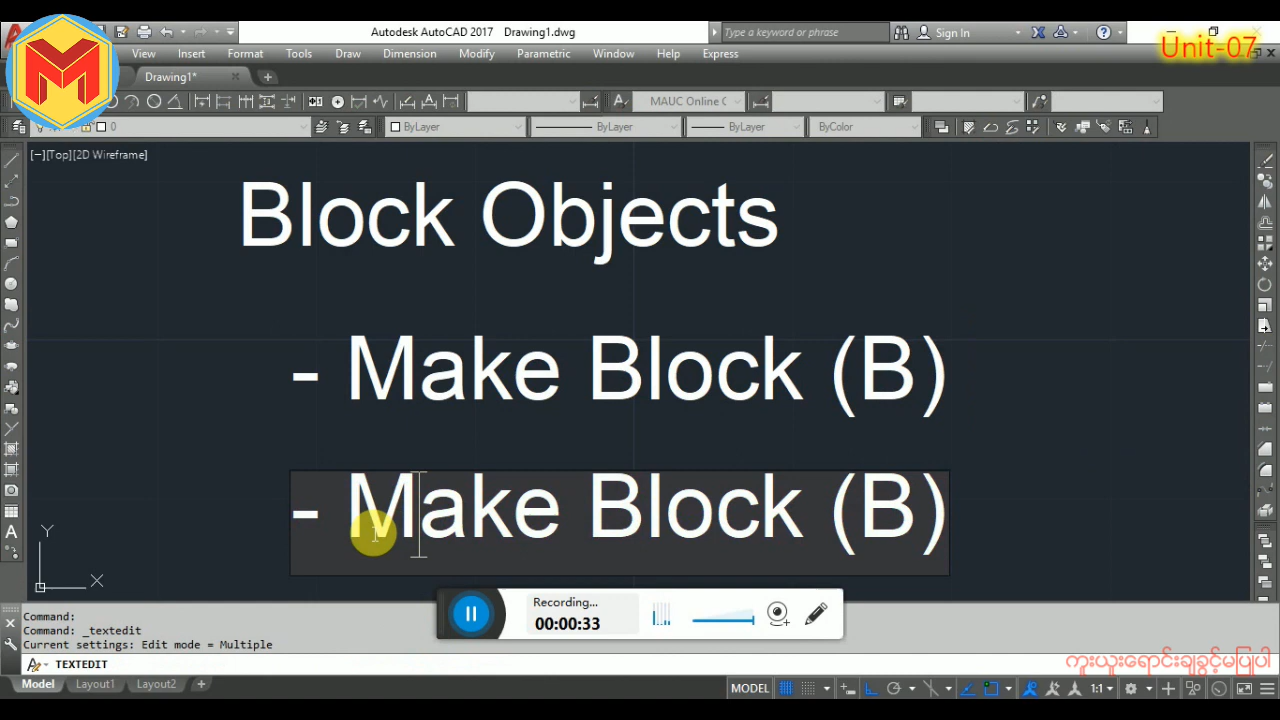 Autodesk AutoCAD 2017 Drawing1.dwg
Type a keyword or phrase
Sign In
Unit-07
View Insert Format Tools Draw Dimension Modify Parametric Window Help Express
Drawing1*
MAUC Online
0
ByLayer
ByLayer
ByLayer
ByColor
[−][Top][2D Wireframe]
Block Objects
- Make Block (B)
- Make Block (B)
Y
X
Recording...
00:00:33
Command:
Command: _textedit
Current settings: Edit mode = Multiple
TEXTEDIT
ကူးယူးရောင်းချခွင့်မပြုပါ
Model Layout1 Layout2
MODEL
1:1